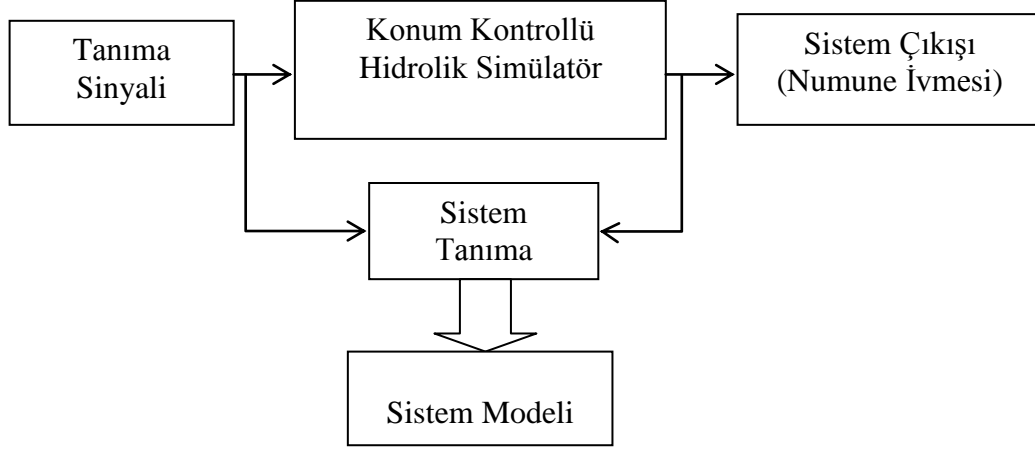 Tanıma
Sinyali
Konum Kontrollü
Hidrolik Simülatör
Sistem Çıkışı
(Numune İvmesi)
Sistem
Tanıma
Sistem Modeli